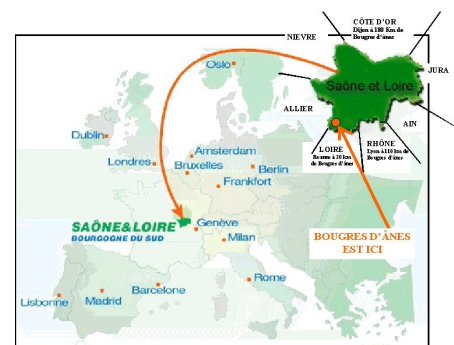 CÔTE D'OR
Dijon à 180 Km de
Bougres d'ânes
NIEVRE
JURA
Oslo
Saône et Loire
ALLIER
AIN
LOIRE
Roanne à 20 km
de Bougres d'ânes
RHÔNE
Lyon à 110 km de
Bougres d'ânes
Dublin
Londres
Amsterdam
Bruxelles
Berlin
Frankfort
SAÔNE&LOIRE
BOURGOGNE DU SUD
Genève
Milan
BOUGRES D'ÂNES
EST ICI
Lisbonne
Madrid
Barcelone
Rome